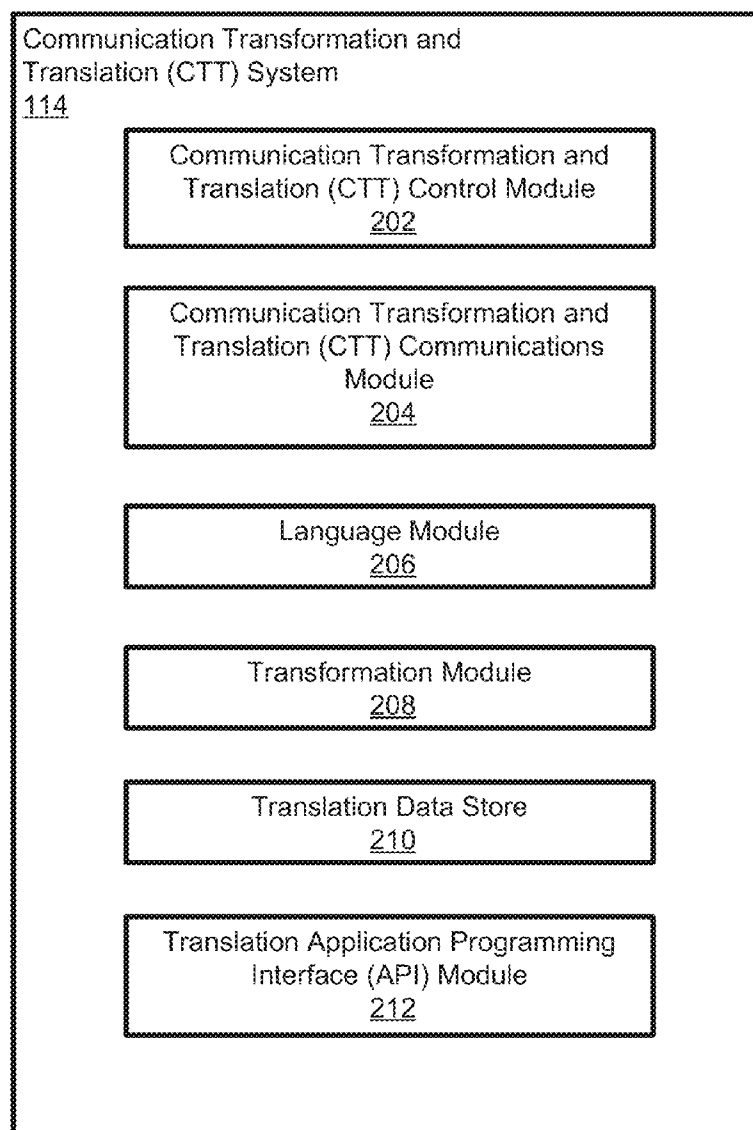 Communication Transformation and
Translation (CTT) System
114
Communication Transformation and
Translation (CTT) Control Module
202
Communication Transformation and
Translation (CTT) Communications
Module
204
Language Module
206
Transformation Module
208
Translation Data Store
210
Translation Application Programming
Interface (API) Module
212